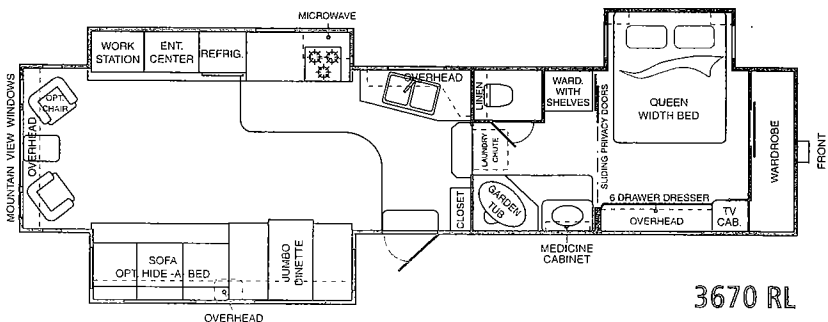 MICROWAVE
WORK
STATION
ENT.
CENTER
REFRIG.
OVERHEAD
LINEN
WARD.
WITH
SHELVES
QUEEN
WIDTH BED
MOUNTAIN VIEW WINDOWS
OPT.
CHAIR
OVERHEAD
LAUNDRY
CHUTE
SLIDING PRIVACY DOORS
WARDROBE
FRONT
CLOSET
GARDEN
TUB
6 DRAWER DRESSER
OVERHEAD
TV
CAB.
MEDICINE
CABINET
SOFA
OPT. HIDE -A- BED
JUMBO
DINETTE
OVERHEAD
3670 RL